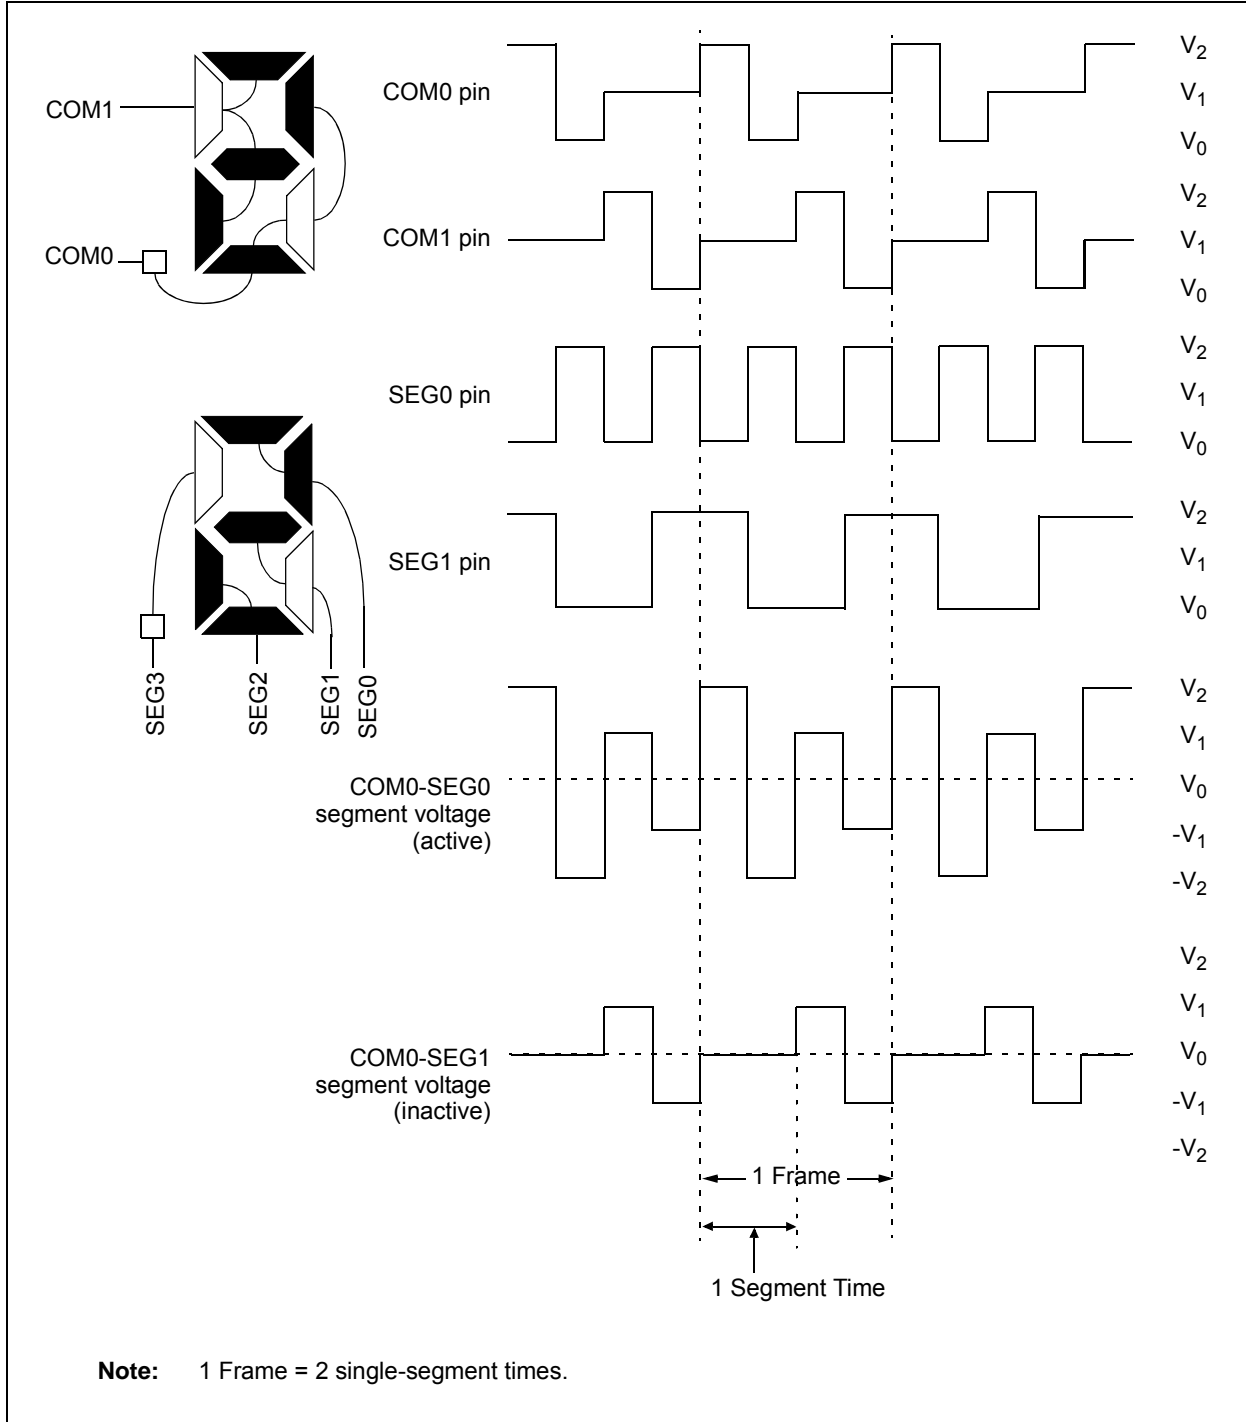 COM1
COM0
COM0 pin
V2
V1
V0
COM1 pin
V2
V1
V0
SEG0 pin
V2
V1
V0
SEG1 pin
V2
V1
V0
SEG3
SEG2
SEG1
SEG0
COM0-SEG0
segment voltage
(active)
V2
V1
V0
-V1
-V2
COM0-SEG1
segment voltage
(inactive)
V2
V1
V0
-V1
-V2
1 Frame
1 Segment Time
Note: 1 Frame = 2 single-segment times.